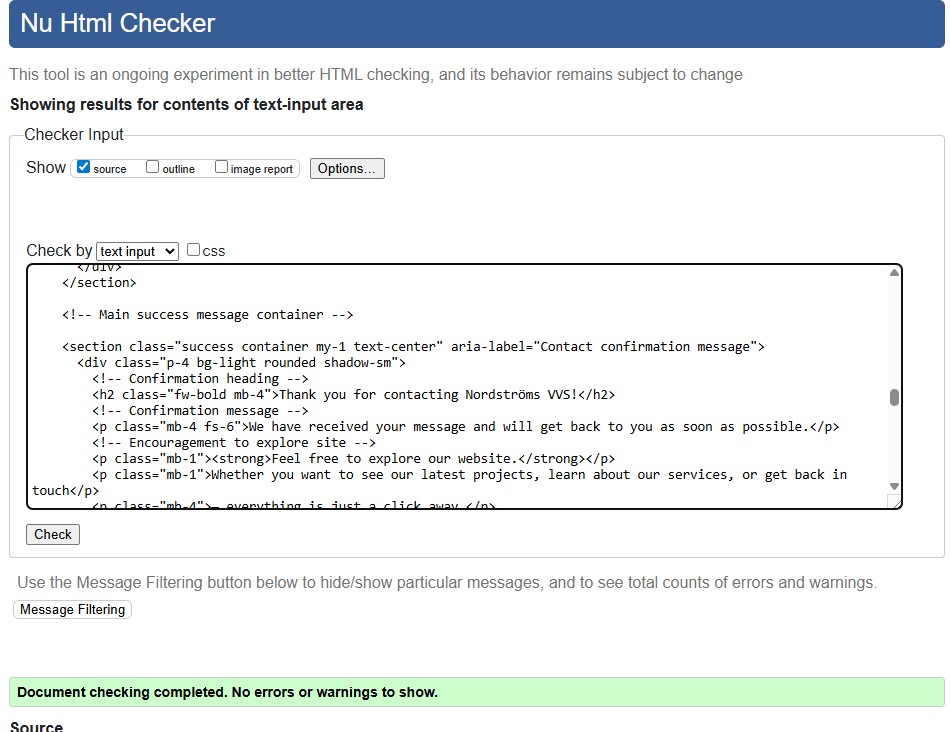 Nu Html Checker
This tool is an ongoing experiment in better HTML checking, and its behavior remains subject to change
Showing results for contents of text-input area
Checker Input
Show source outline image report Options...
Check by text input css
</div>
</section>
<!-- Main success message container -->
<section class="success container my-1 text-center" aria-label="Contact confirmation message">
<div class="p-4 bg-light rounded shadow-sm">
<!-- Confirmation heading -->
<h2 class="fw-bold mb-4">Thank you for contacting Nordströms VVS!</h2>
<!-- Confirmation message -->
<p class="mb-4 fs-6">We have received your message and will get back to you as soon as possible.</p>
<!-- Encouragement to explore site -->
<p class="mb-1"><strong>Feel free to explore our website.</strong></p>
<p class="mb-1">Whether you want to see our latest projects, learn about our services, or get back in
touch</p>
<p class="mb-4">— everything is just a click away.</p>
Check
Use the Message Filtering button below to hide/show particular messages, and to see total counts of errors and warnings.
Message Filtering
Document checking completed. No errors or warnings to show.
Source